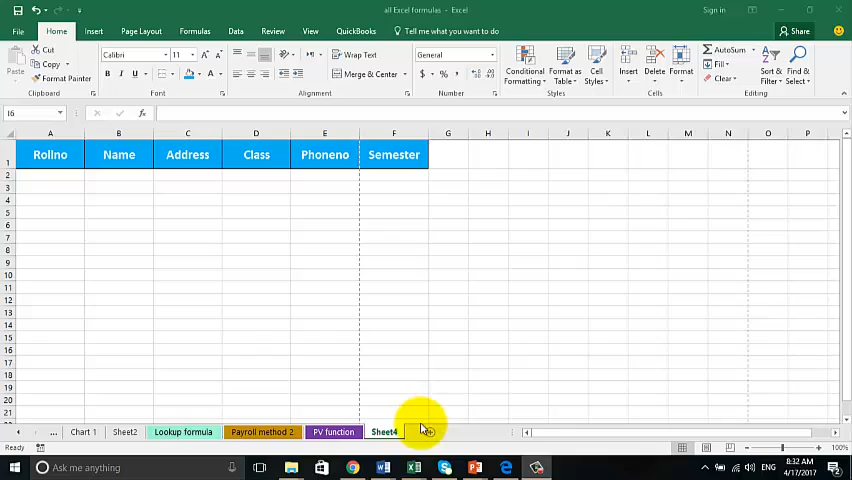 all Excel formulas - Excel
Sign in
File Home Insert Page Layout Formulas Data Review View QuickBooks Tell me what you want to do Share
Paste
Cut
Copy
Format Painter
Clipboard
Calibri 11
B I U
Font
Wrap Text
Merge & Center
Alignment
General
$ % ,
Number
Conditional Formatting
Format as Table
Cell Styles
Styles
Insert Delete Format
Cells
AutoSum
Fill
Clear
Sort & Filter
Find & Select
Editing
I6 fx
A B C D E F G H I J K L M N O P
1 Rollno Name Address Class Phoneno Semester
2
3
4
5
6
7
8
9
10
11
12
13
14
15
16
17
18
19
20
21
... Chart 1 Sheet2 Lookup formula Payroll method 2 PV function Sheet4
Ready 100%
Ask me anything
ENG
8:32 AM
4/17/2017
2